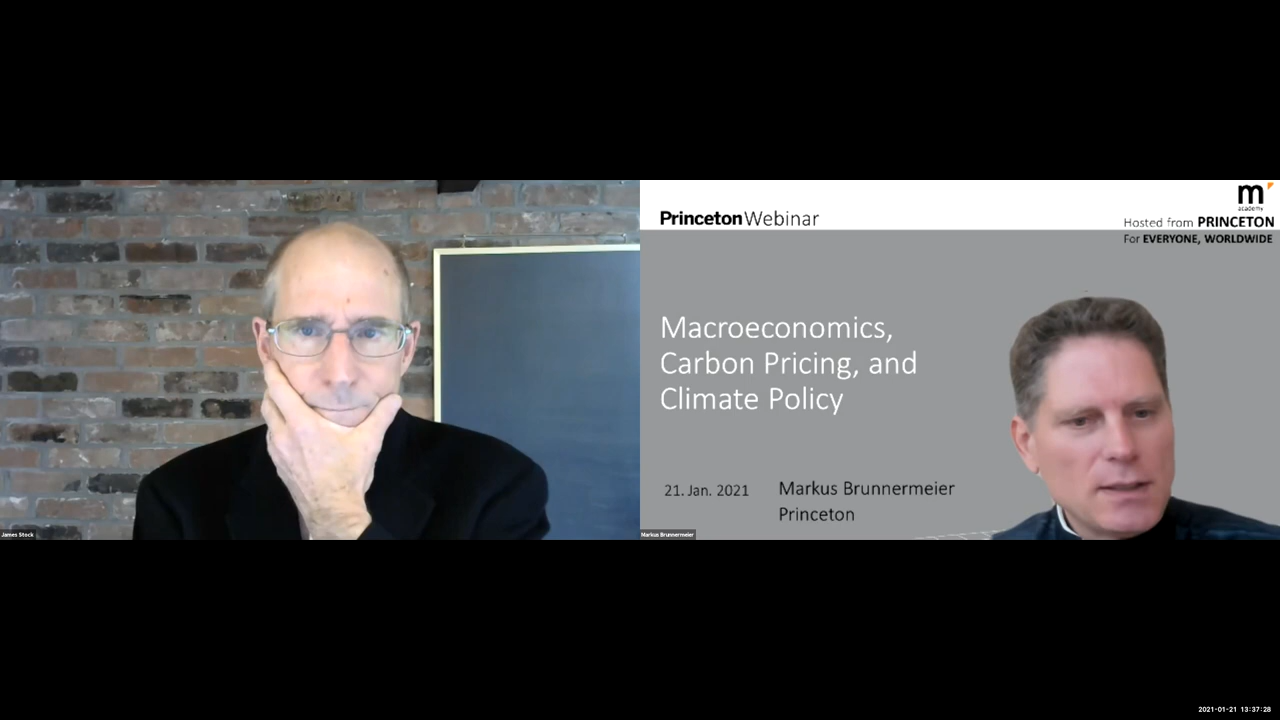 Princeton Webinar
m
academy
Hosted from PRINCETON
For EVERYONE, WORLDWIDE
Macroeconomics,
Carbon Pricing, and
Climate Policy
21. Jan. 2021
Markus Brunnermeier
Princeton
James Stock
Markus Brunnermeier
2021-01-21 13:37:28